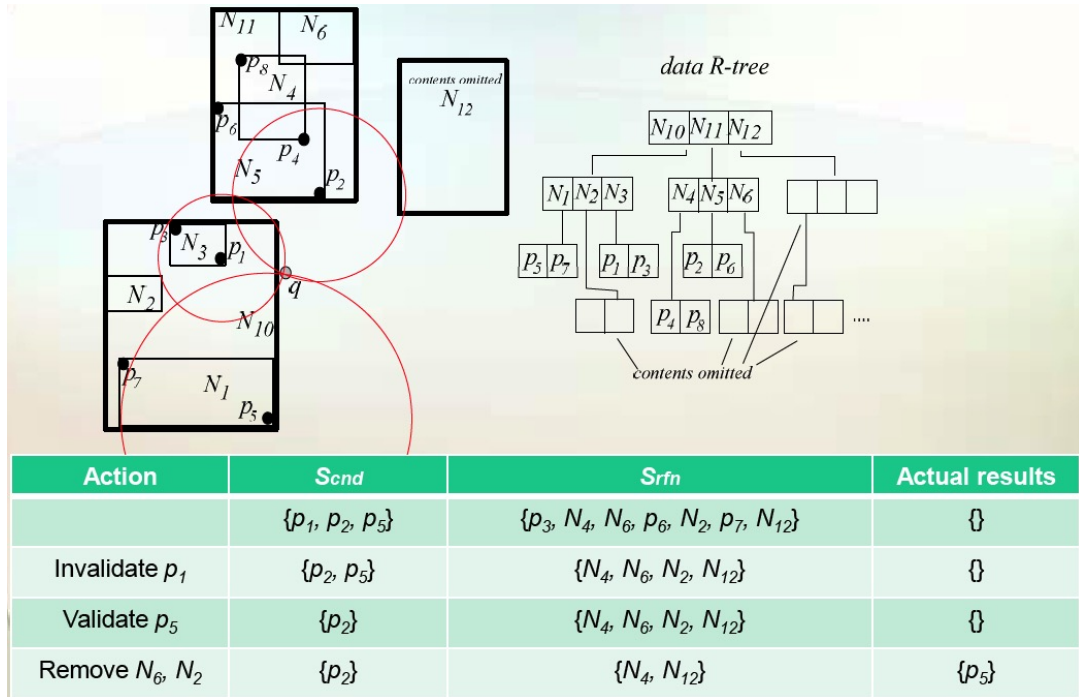 N11 N6
p8
N4
contents omitted
N12
p6
p4
N5
p2
p3
N3
p1
q
N2
N10
p7
N1
p5
data R-tree
N10 N11 N12
N1 N2 N3
N4 N5 N6
p5 p7
p1 p3
p2 p6
p4 p8
....
contents omitted
Action Scnd Srfn Actual results
{p1, p2, p5} {p3, N4, N6, p6, N2, p7, N12} {}
Invalidate p1 {p2, p5} {N4, N6, N2, N12} {}
Validate p5 {p2} {N4, N6, N2, N12} {}
Remove N6, N2 {p2} {N4, N12} {p5}